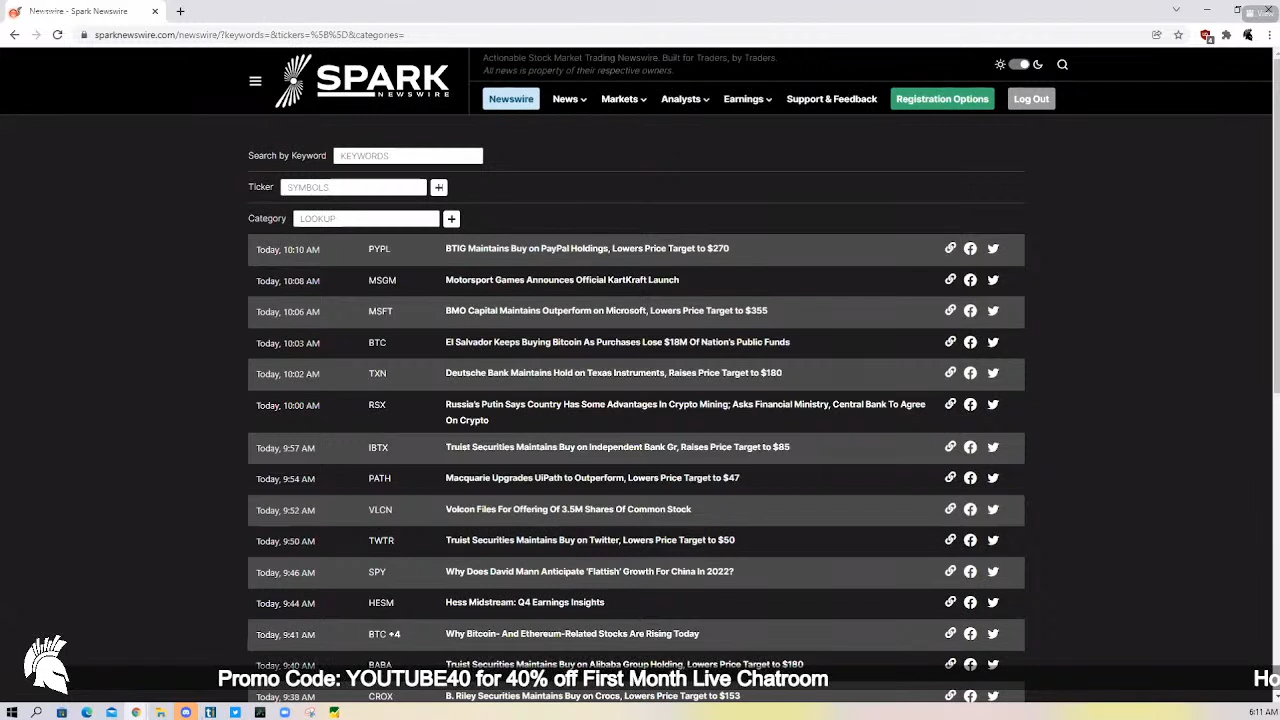 Newswire - Spark Newswire
View
sparknewswire.com/newswire/?keywords=&tickers=%5B%5D&categories=
4
SPARK
NEWSWIRE
Actionable Stock Market Trading Newswire. Built for Traders, by Traders.
All news is property of their respective owners.
Newswire News Markets Analysts Earnings Support & Feedback Registration Options Log Out
Search by Keyword KEYWORDS
Ticker SYMBOLS +
Category LOOKUP +
Today, 10:10 AM PYPL BTIG Maintains Buy on PayPal Holdings, Lowers Price Target to $270
Today, 10:08 AM MSGM Motorsport Games Announces Official KartKraft Launch
Today, 10:06 AM MSFT BMO Capital Maintains Outperform on Microsoft, Lowers Price Target to $355
Today, 10:03 AM BTC El Salvador Keeps Buying Bitcoin As Purchases Lose $18M Of Nation's Public Funds
Today, 10:02 AM TXN Deutsche Bank Maintains Hold on Texas Instruments, Raises Price Target to $180
Today, 10:00 AM RSX Russia's Putin Says Country Has Some Advantages In Crypto Mining; Asks Financial Ministry, Central Bank To Agree
On Crypto
Today, 9:57 AM IBTX Truist Securities Maintains Buy on Independent Bank Gr, Raises Price Target to $85
Today, 9:54 AM PATH Macquarie Upgrades UiPath to Outperform, Lowers Price Target to $47
Today, 9:52 AM VLCN Volcon Files For Offering Of 3.5M Shares Of Common Stock
Today, 9:50 AM TWTR Truist Securities Maintains Buy on Twitter, Lowers Price Target to $50
Today, 9:46 AM SPY Why Does David Mann Anticipate 'Flattish' Growth For China In 2022?
Today, 9:44 AM HESM Hess Midstream: Q4 Earnings Insights
Today, 9:41 AM BTC +4 Why Bitcoin- And Ethereum-Related Stocks Are Rising Today
Today, 9:40 AM BABA Truist Securities Maintains Buy on Alibaba Group Holding, Lowers Price Target to $180
Promo Code: YOUTUBE40 for 40% off First Month Live Chatroom Ho
Today, 9:38 AM CROX B. Riley Securities Maintains Buy on Crocs, Lowers Price Target to $153
6:11 AM